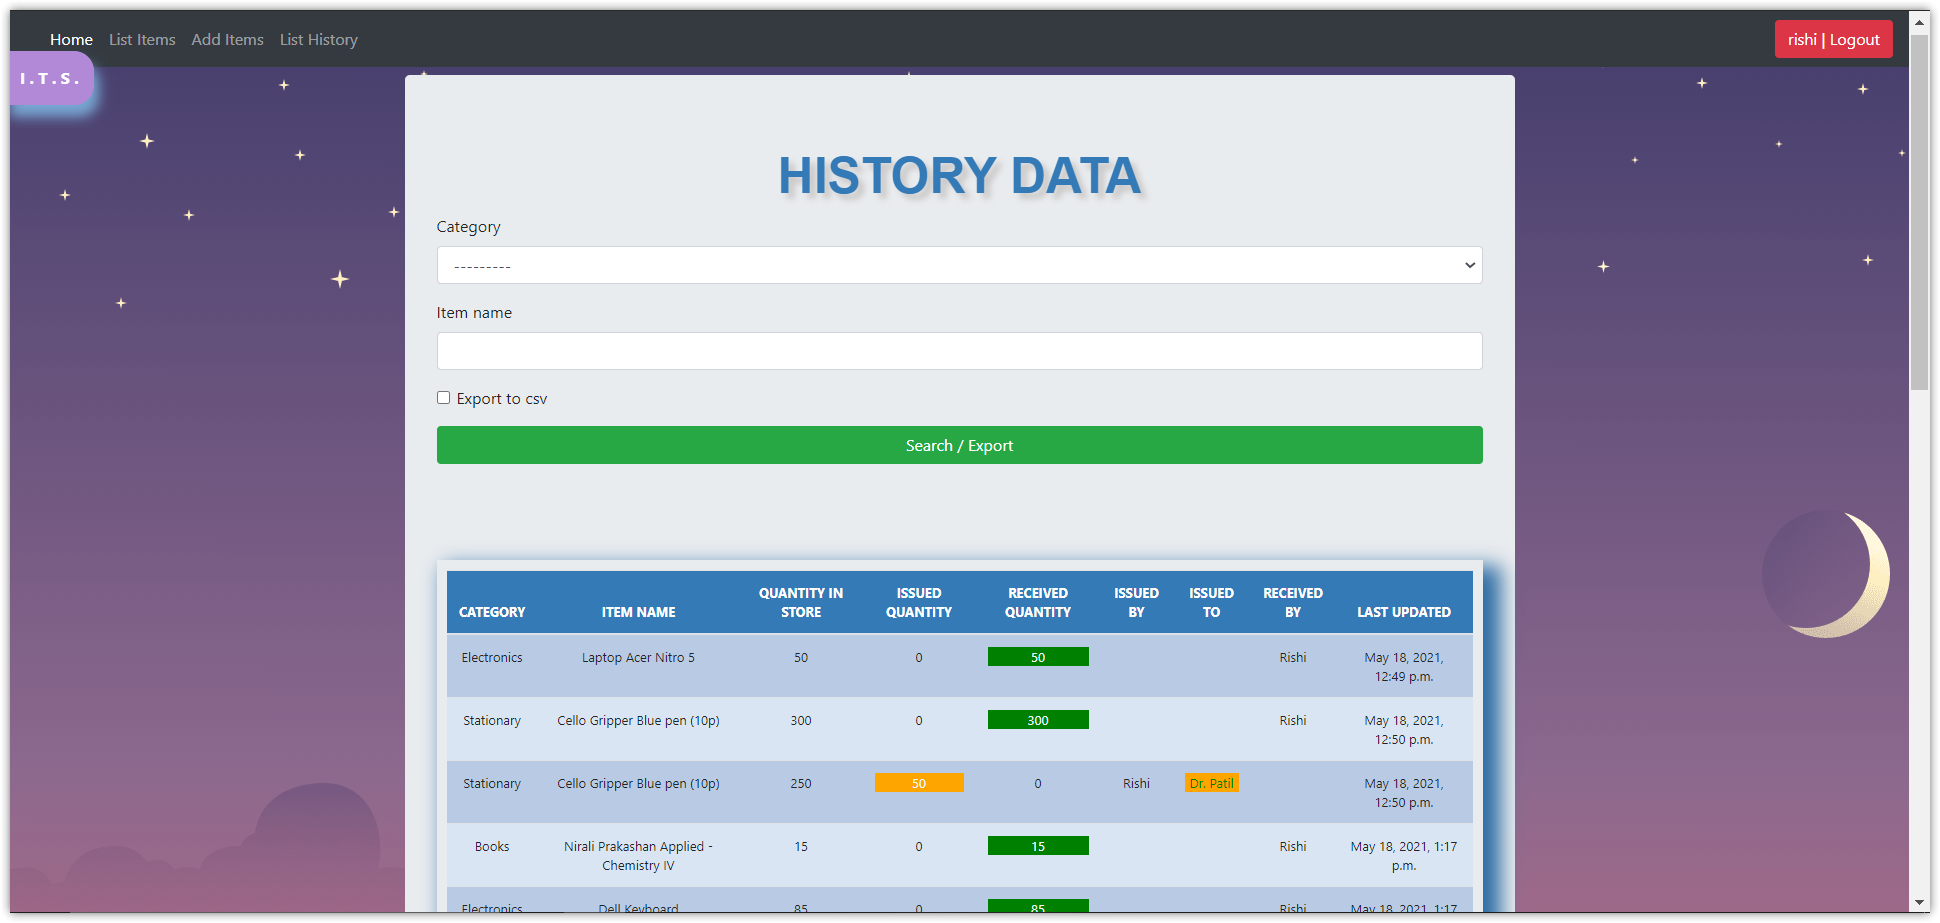 Home List Items Add Items List History rishi | Logout
I.T.S.
HISTORY DATA
Category
---------
Item name
Export to csv
Search / Export
CATEGORY ITEM NAME QUANTITY IN STORE ISSUED QUANTITY RECEIVED QUANTITY ISSUED BY ISSUED TO RECEIVED BY LAST UPDATED
Electronics Laptop Acer Nitro 5 50 0 50 Rishi May 18, 2021, 12:49 p.m.
Stationary Cello Gripper Blue pen (10p) 300 0 300 Rishi May 18, 2021, 12:50 p.m.
Stationary Cello Gripper Blue pen (10p) 250 50 0 Rishi Dr. Patil May 18, 2021, 12:50 p.m.
Books Nirali Prakashan Applied - Chemistry IV 15 0 15 Rishi May 18, 2021, 1:17 p.m.
Electronics Dell Keyboard 85 0 85 Rishi May 18, 2021, 1:17